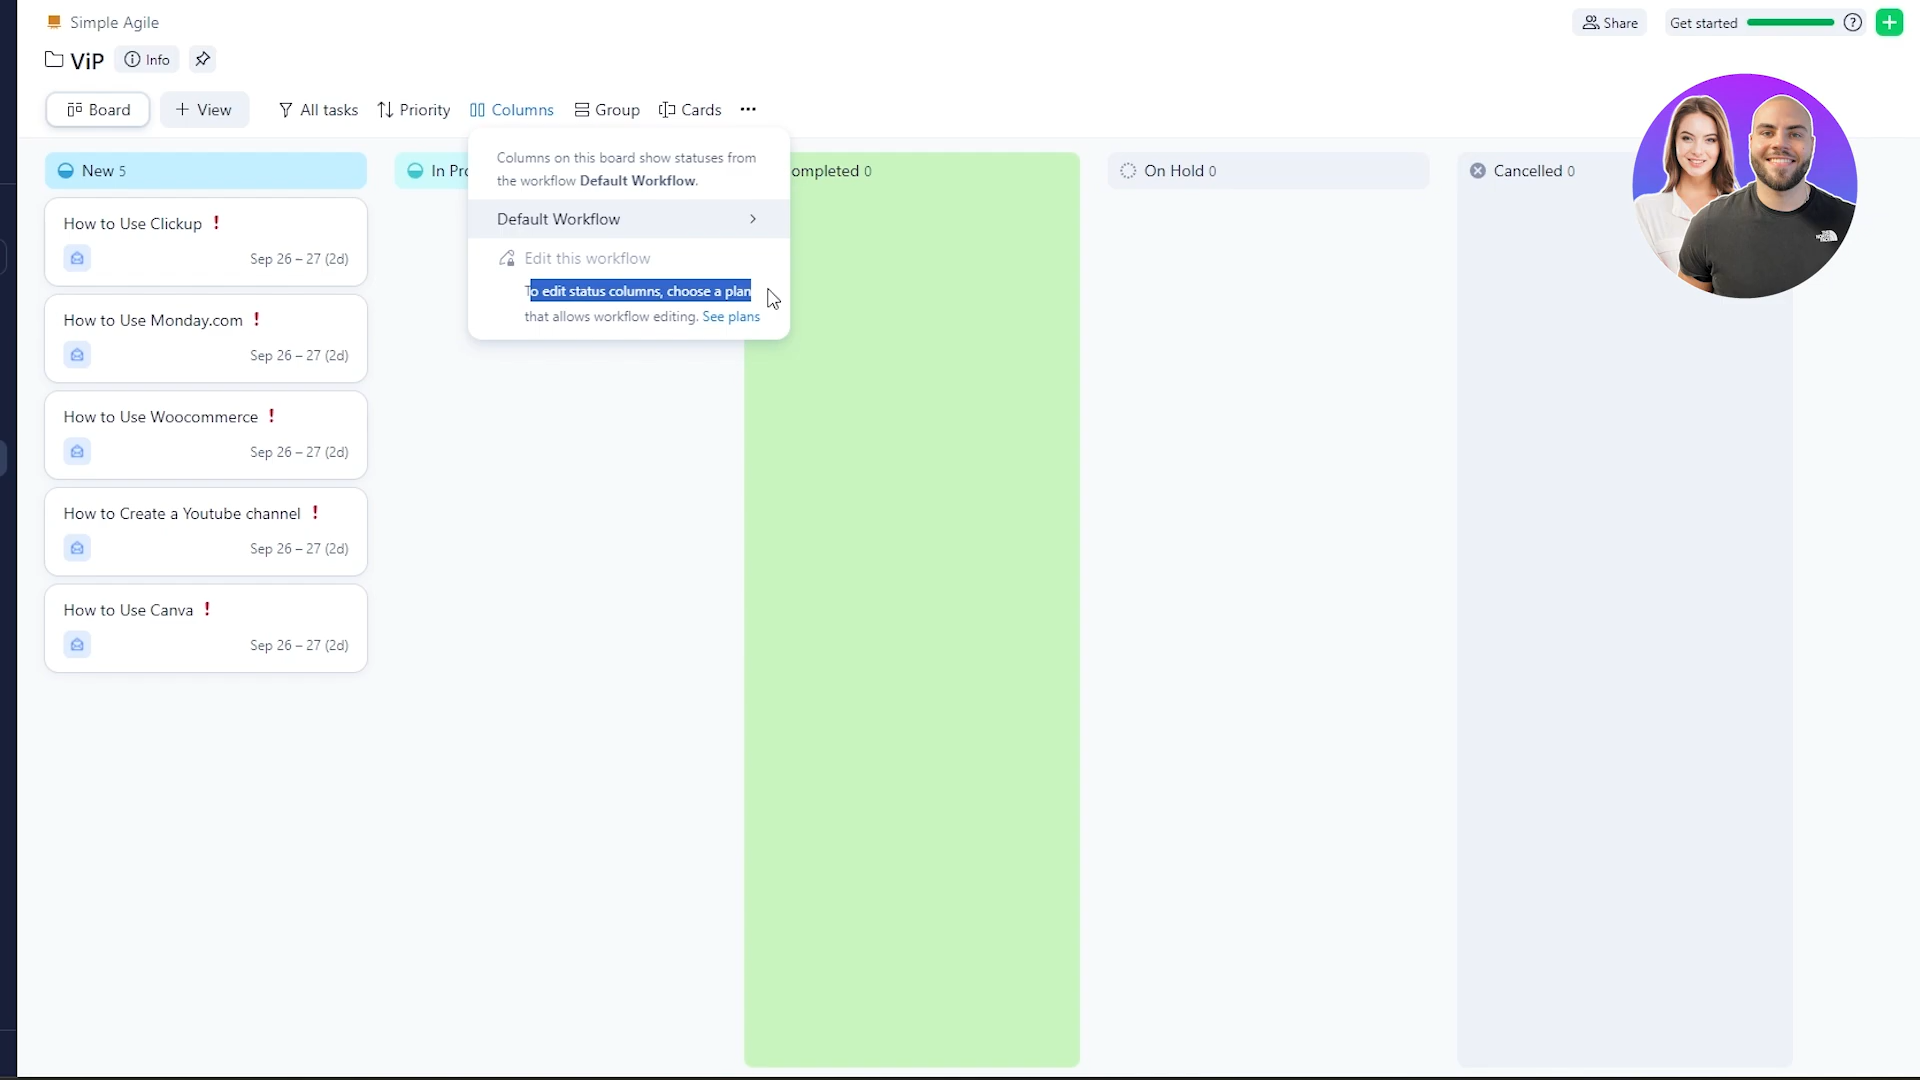 Simple Agile
Share
Get started
ViP
Info
Board
View
All tasks
Priority
Columns
Group
Cards
New 5
In Pro
ompleted 0
On Hold 0
Cancelled 0
Columns on this board show statuses from
the workflow Default Workflow.
Default Workflow
Edit this workflow
To edit status columns, choose a plan
that allows workflow editing. See plans
How to Use Clickup !
Sep 26 – 27 (2d)
How to Use Monday.com !
Sep 26 – 27 (2d)
How to Use Woocommerce !
Sep 26 – 27 (2d)
How to Create a Youtube channel !
Sep 26 – 27 (2d)
How to Use Canva !
Sep 26 – 27 (2d)